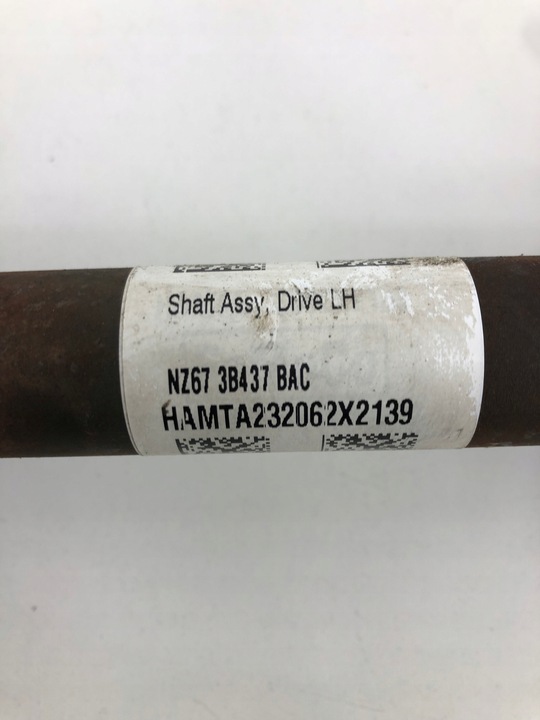 Shaft Assy, Drive LH
NZ67 3B437 BAC
HAMTA232062X2139